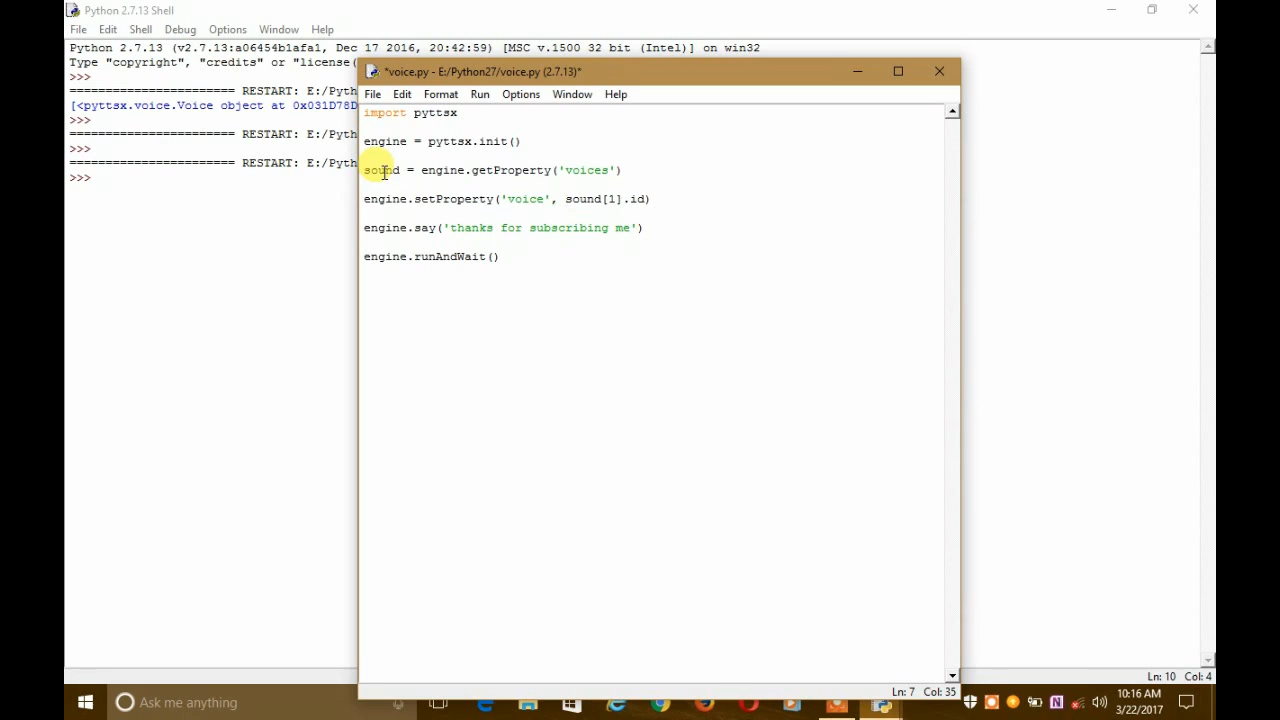 Python 2.7.13 Shell
File Edit Shell Debug Options Window Help
Python 2.7.13 (v2.7.13:a06454b1afa1, Dec 17 2016, 20:42:59) [MSC v.1500 32 bit (Intel)] on win32
Type "copyright", "credits" or "license(
>>>
======================= RESTART: E:/Pyth
[<pyttsx.voice.Voice object at 0x031D78D
>>>
======================= RESTART: E:/Pyth
>>>
======================= RESTART: E:/Pyth
>>>
*voice.py - E:/Python27/voice.py (2.7.13)*
File Edit Format Run Options Window Help
import pyttsx
engine = pyttsx.init()
sound = engine.getProperty('voices')
engine.setProperty('voice', sound[1].id)
engine.say('thanks for subscribing me')
engine.runAndWait()
Ln: 7 Col: 35
Ln: 10 Col: 4
Ask me anything
10:16 AM
3/22/2017